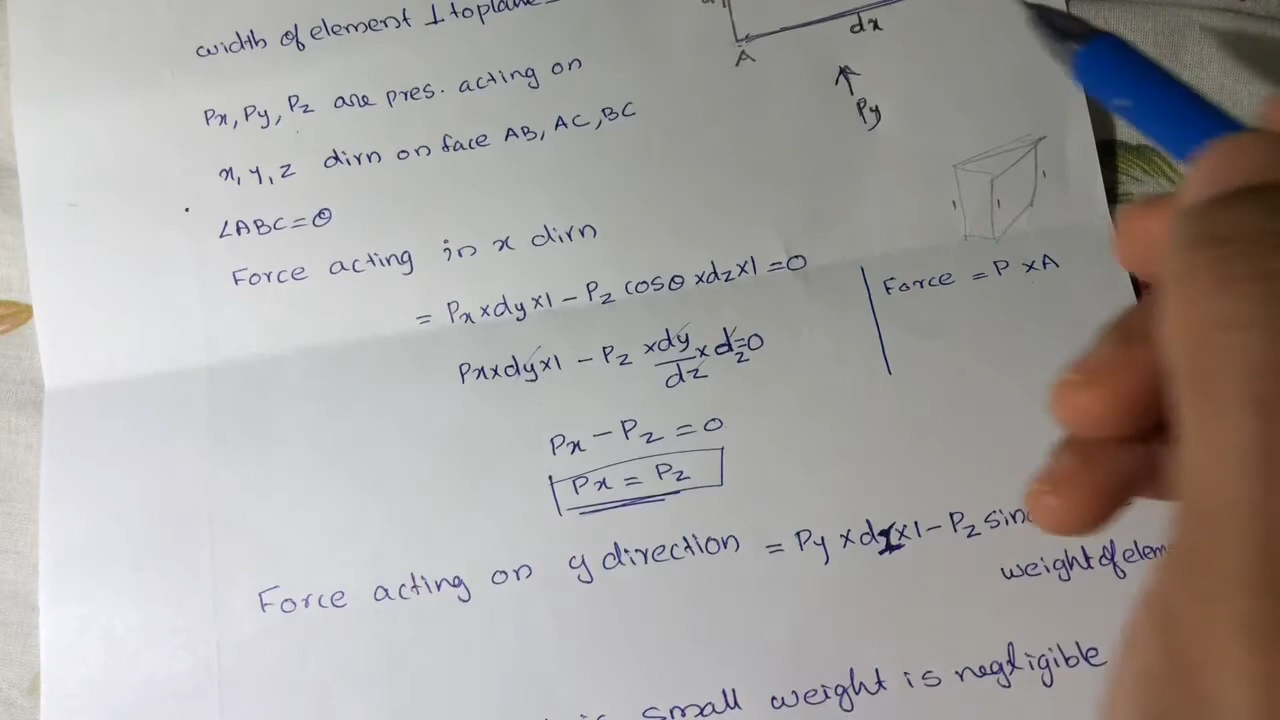 width of element ⊥ to plane
dx
A
Px, Py, Pz are pres. acting on
Py
x, y, z dirn on face AB, AC, BC
∠ABC = θ
Force acting in x dirn
= Px × dy × 1 − Pz cosθ × dz × 1 = 0
Force = P × A
Px × dy × 1 − Pz × dy/dz × dz = 0
Px − Pz = 0
Px = Pz
Force acting on y direction = Py × dx × 1 − Pz sin
weight of elem
small weight is negligible